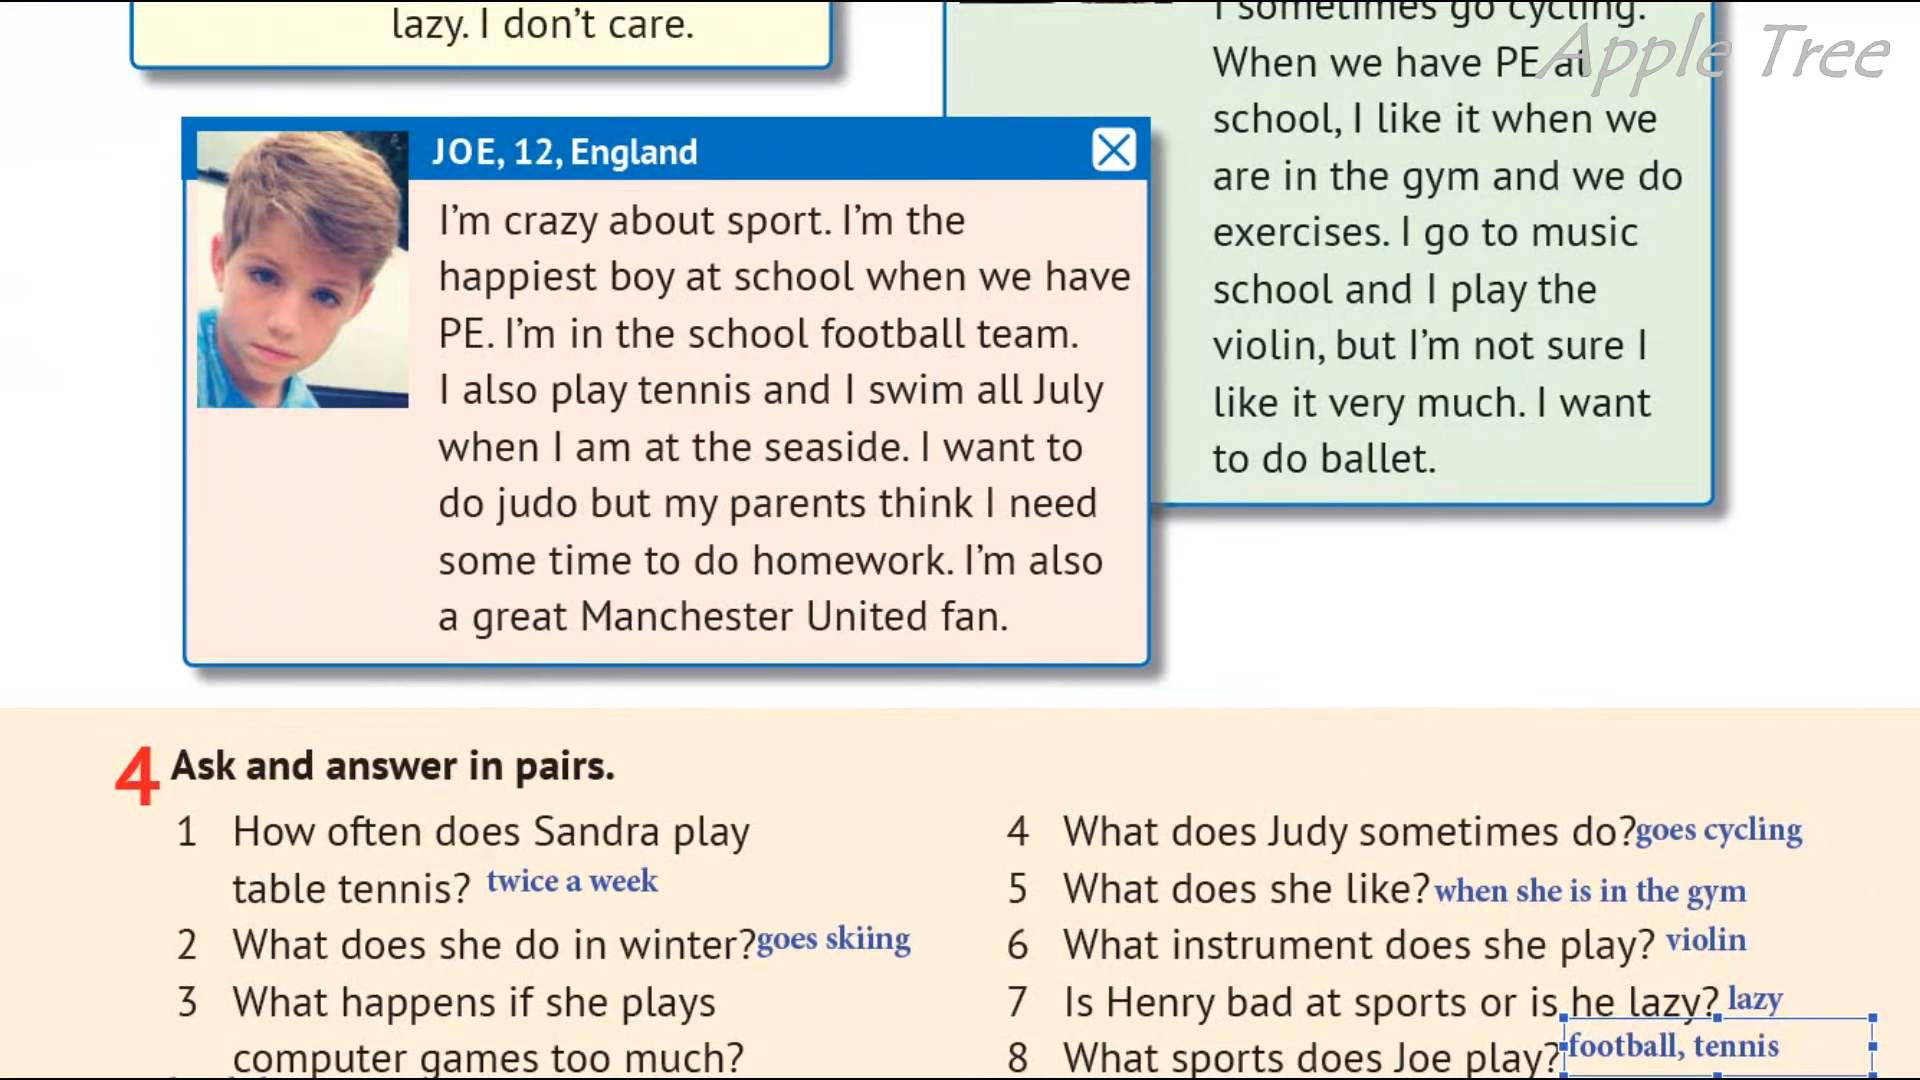 lazy. I don't care.
I sometimes go cycling.
When we have PE at
school, I like it when we
are in the gym and we do
exercises. I go to music
school and I play the
violin, but I'm not sure I
like it very much. I want
to do ballet.
Apple Tree
JOE, 12, England
I'm crazy about sport. I'm the
happiest boy at school when we have
PE. I'm in the school football team.
I also play tennis and I swim all July
when I am at the seaside. I want to
do judo but my parents think I need
some time to do homework. I'm also
a great Manchester United fan.
4 Ask and answer in pairs.
1 How often does Sandra play
table tennis? twice a week
2 What does she do in winter? goes skiing
3 What happens if she plays
computer games too much?
4 What does Judy sometimes do? goes cycling
5 What does she like? when she is in the gym
6 What instrument does she play? violin
7 Is Henry bad at sports or is he lazy? lazy
8 What sports does Joe play? football, tennis